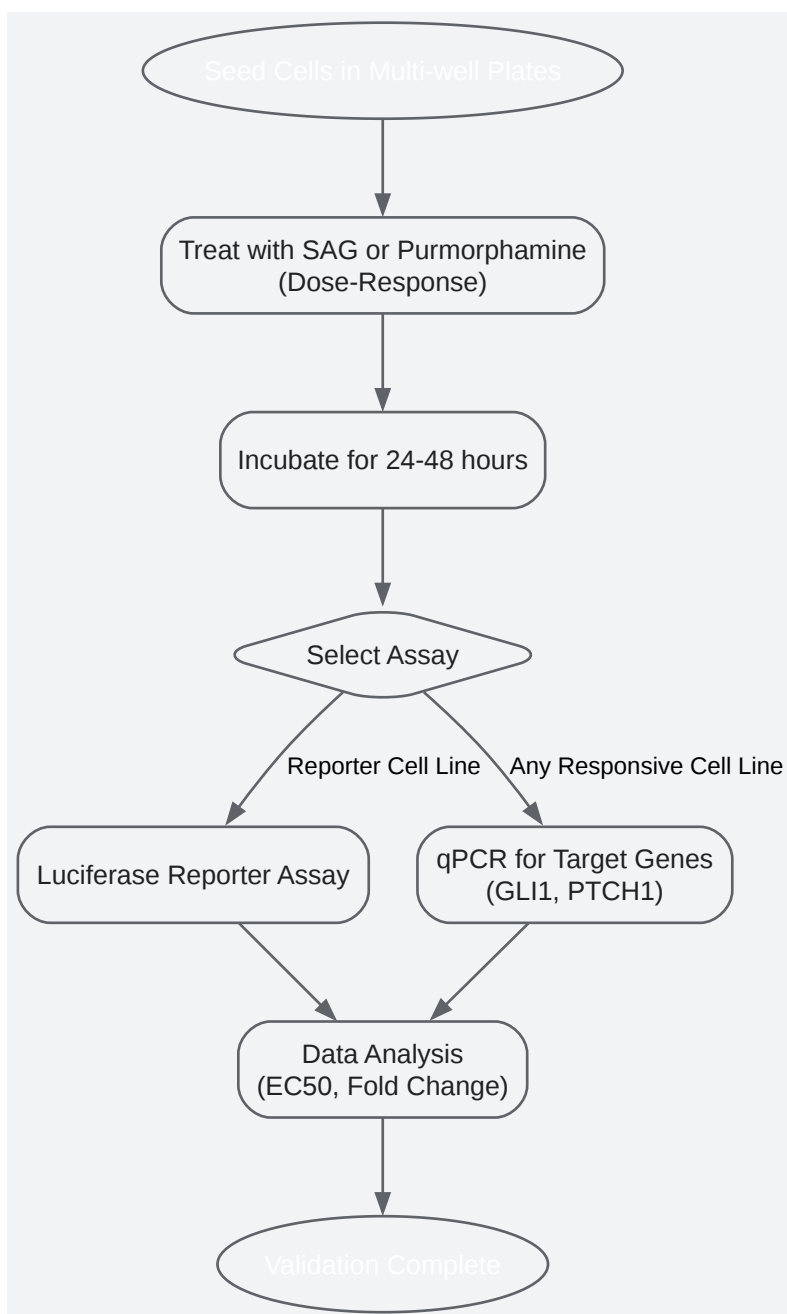 Seed Cells in Multi-well Plates
Treat with SAG or Purmorphamine
(Dose-Response)
Incubate for 24-48 hours
Select Assay
Reporter Cell Line
Any Responsive Cell Line
Luciferase Reporter Assay
qPCR for Target Genes
(GLI1, PTCH1)
Data Analysis
(EC50, Fold Change)
Validation Complete